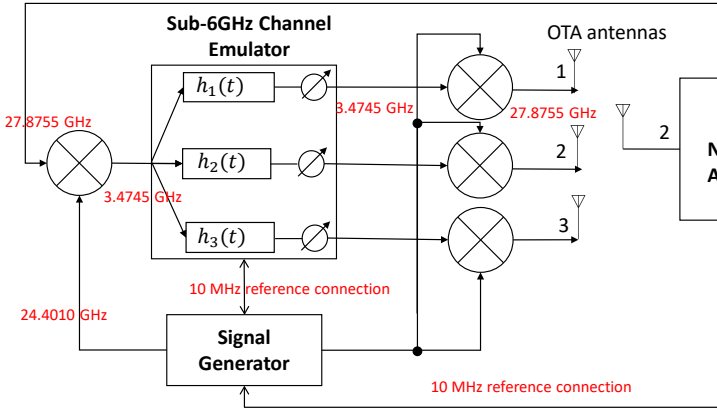 Sub-6GHz Channel
Emulator
OTA antennas
h₁(t)
1
3.4745 GHz
27.8755 GHz
27.8755 GHz
2
N
A
h₂(t)
2
3.4745 GHz
h₃(t)
3
10 MHz reference connection
24.4010 GHz
Signal
Generator
10 MHz reference connection